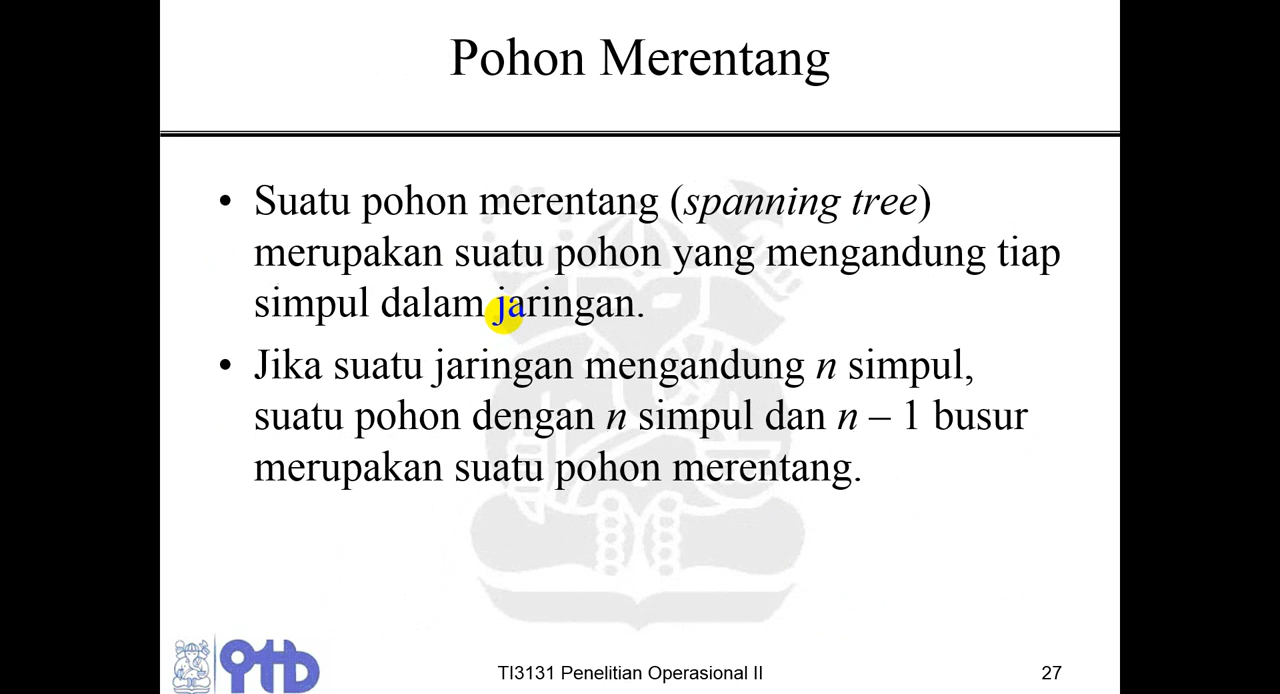 Pohon Merentang
• Suatu pohon merentang (spanning tree)
merupakan suatu pohon yang mengandung tiap
simpul dalam jaringan.
• Jika suatu jaringan mengandung n simpul,
suatu pohon dengan n simpul dan n – 1 busur
merupakan suatu pohon merentang.
itb
TI3131 Penelitian Operasional II
27